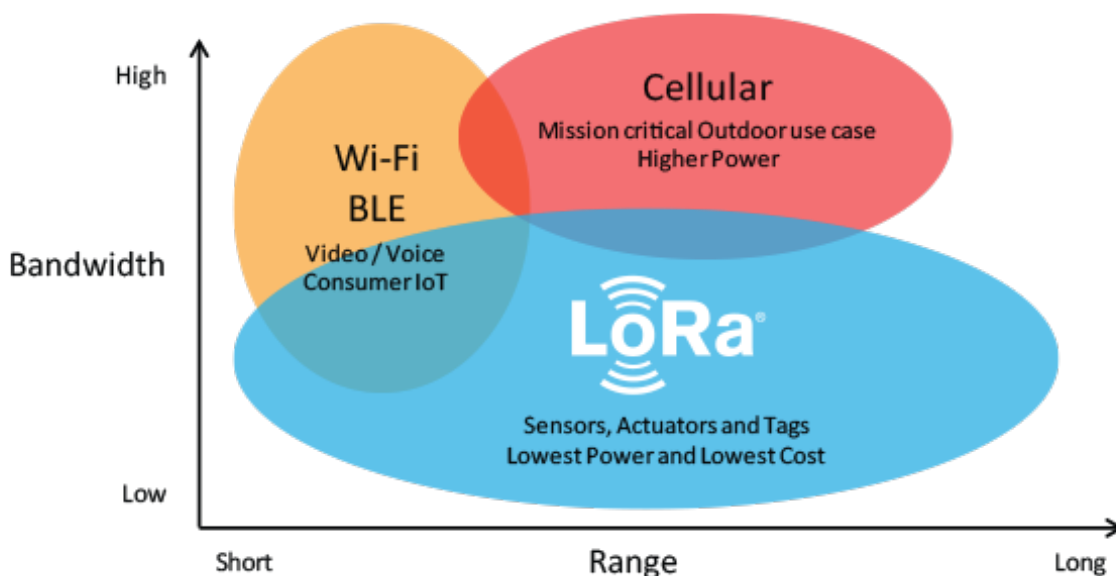 High
Cellular
Mission critical Outdoor use case
Higher Power
Wi-Fi
BLE
Video / Voice
Consumer IoT
Bandwidth
LoRa®
Sensors, Actuators and Tags
Lowest Power and Lowest Cost
Low
Short
Range
Long